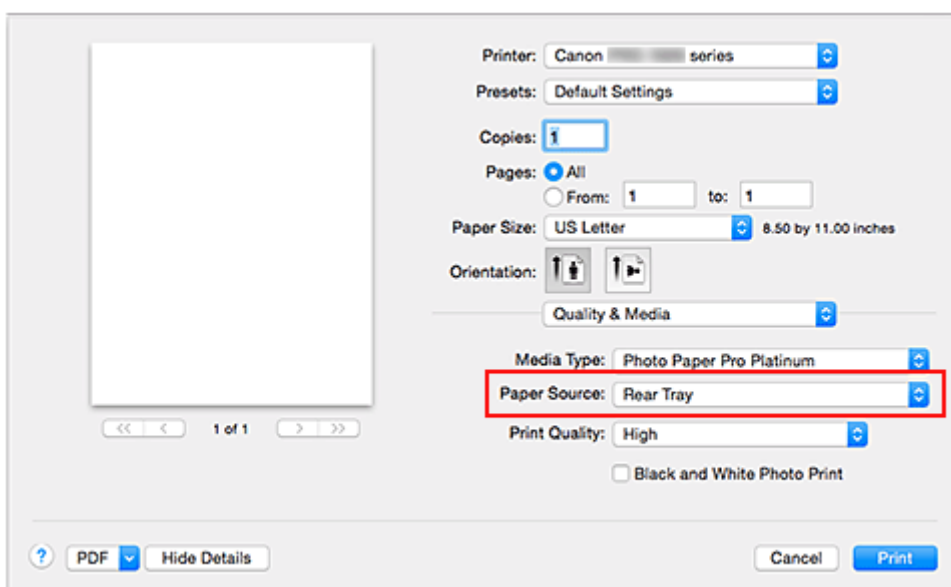 Printer: Canon series
Presets: Default Settings
Copies: 1
Pages: All
From: 1 to: 1
Paper Size: US Letter 8.50 by 11.00 inches
Orientation:
Quality & Media
Media Type: Photo Paper Pro Platinum
Paper Source: Rear Tray
1 of 1
Print Quality: High
Black and White Photo Print
? PDF Hide Details Cancel Print